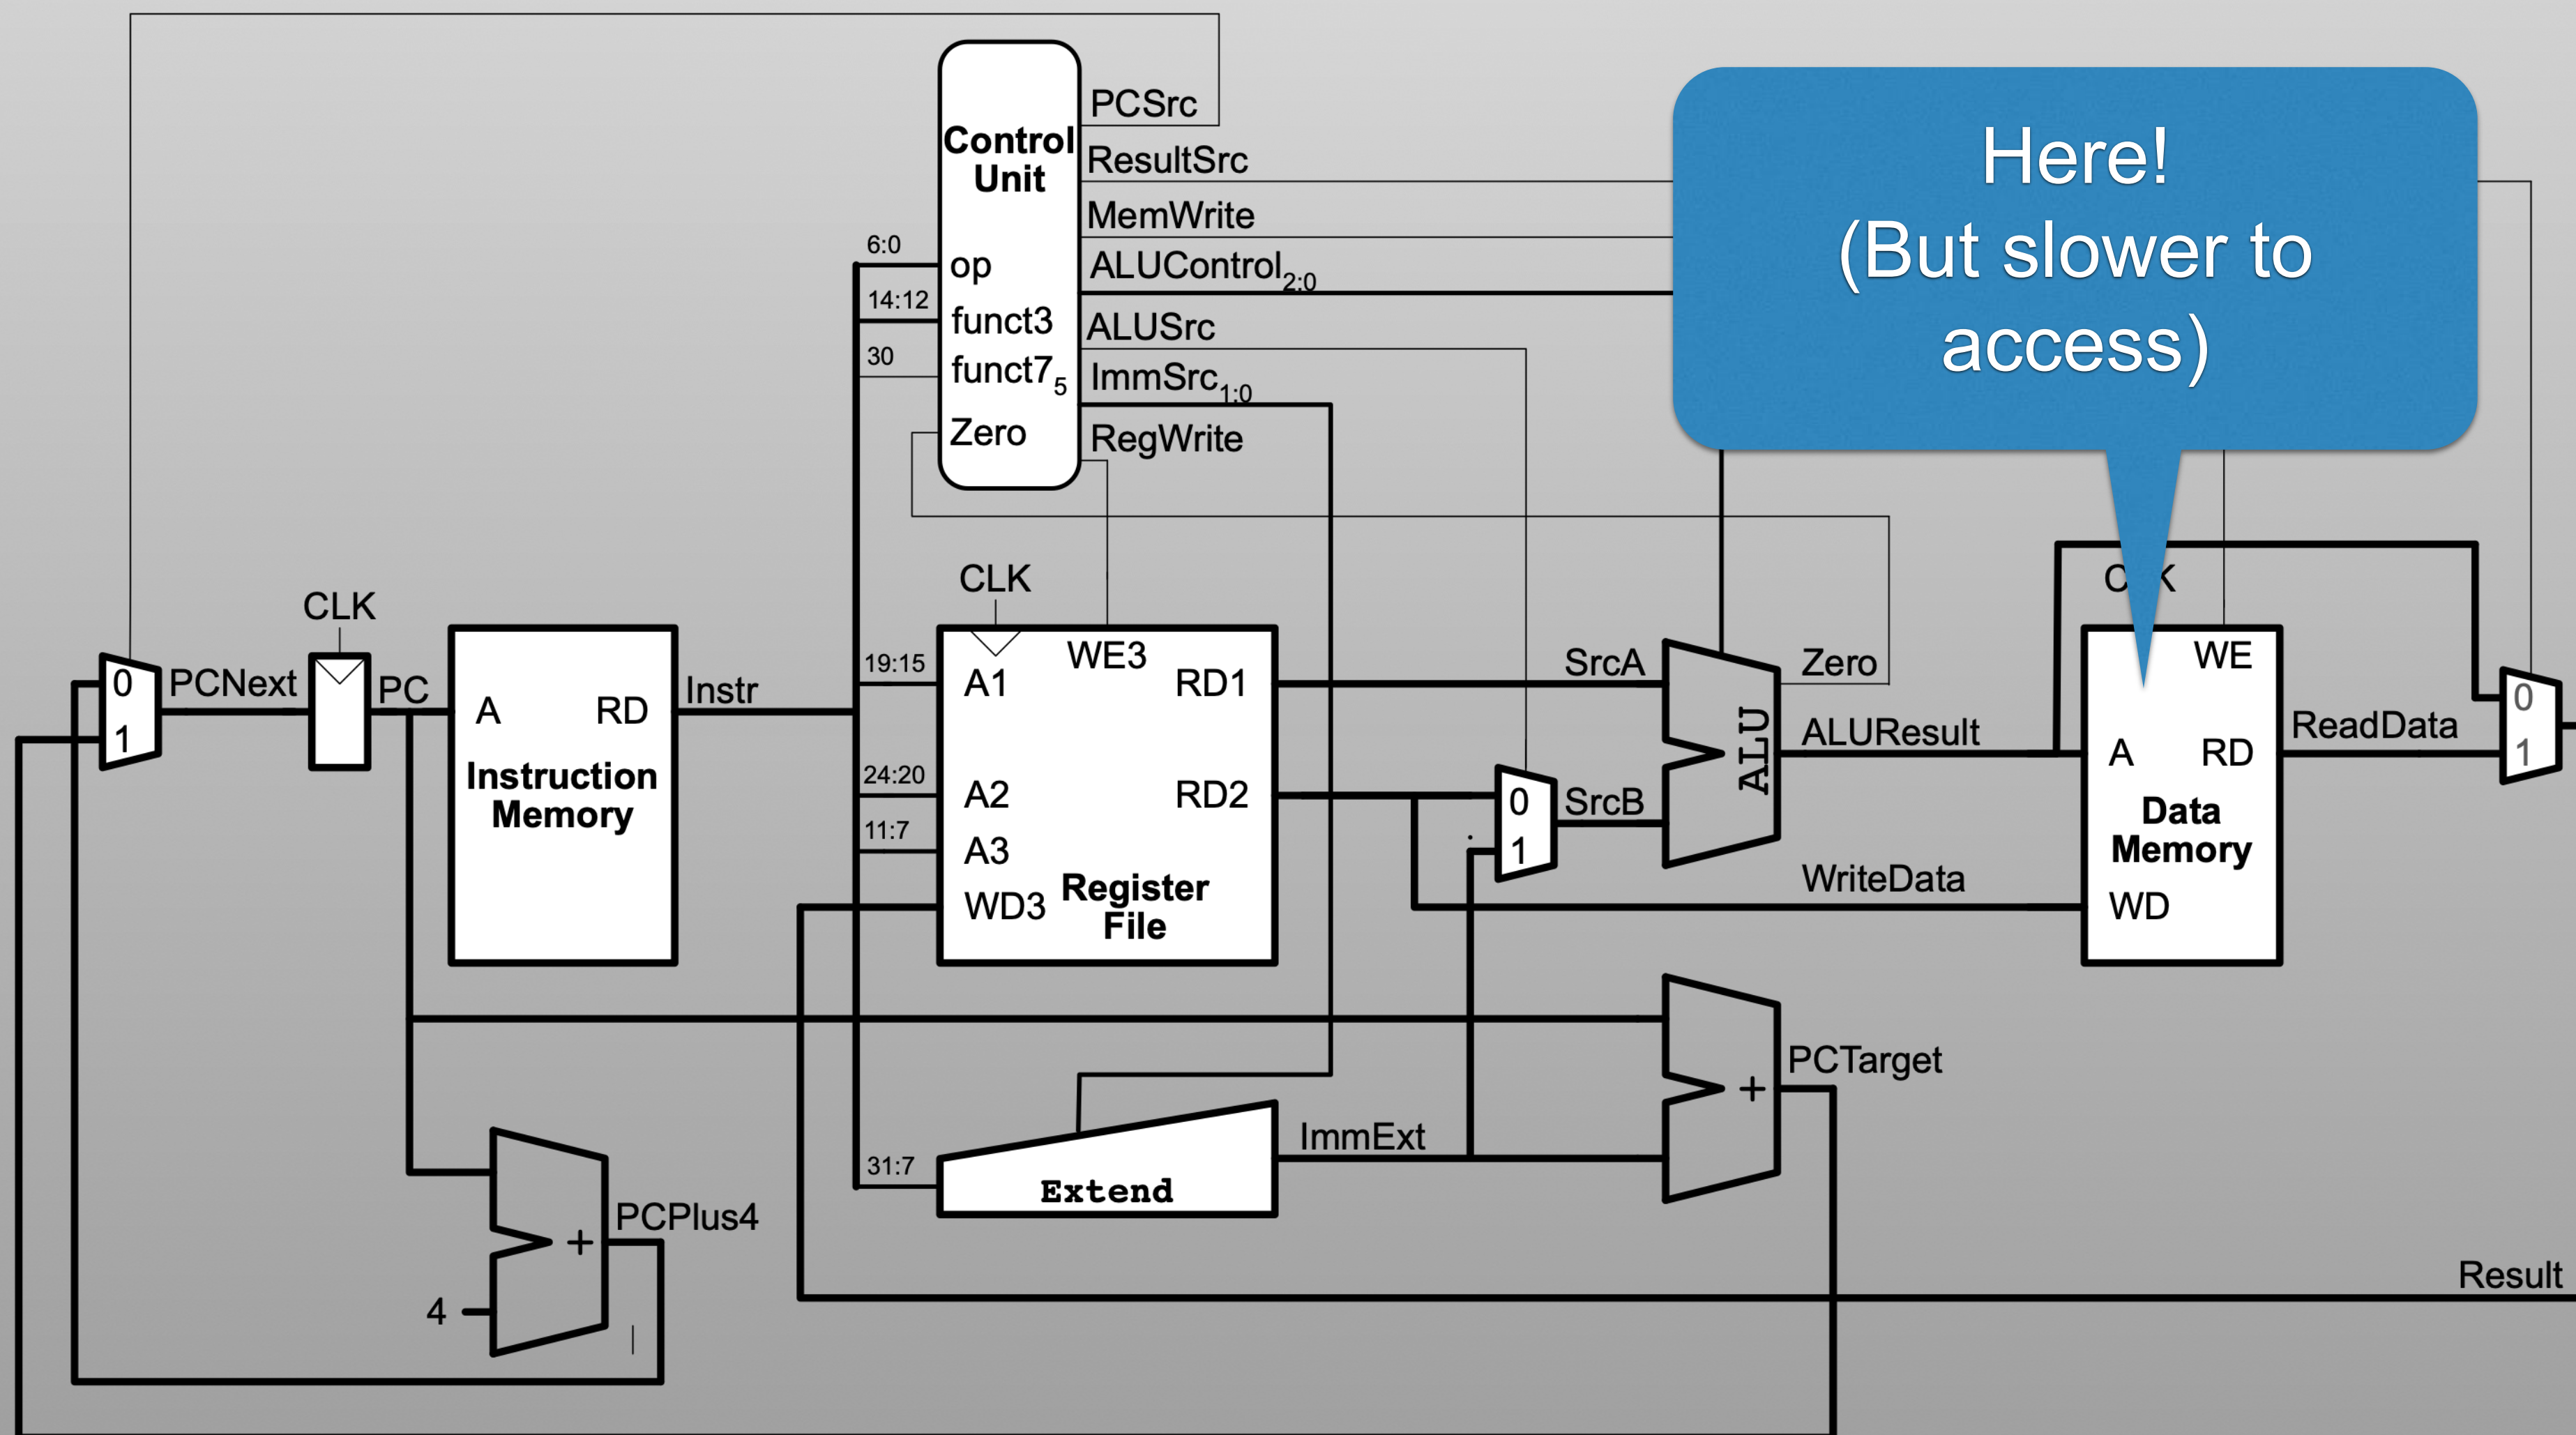 PCSrc
Control
Unit
ResultSrc
MemWrite
ALUControl2:0
ALUSrc
ImmSrc1:0
RegWrite
6:0
op
14:12
funct3
30
funct75
Zero
Here!
(But slower to
access)
CLK
CLK
0
1
PCNext
PC
A
RD
Instruction
Memory
Instr
19:15
24:20
11:7
31:7
A1
A2
A3
WD3
WE3
RD1
RD2
Register
File
SrcA
0
1
SrcB
ALU
Zero
ALUResult
WriteData
WE
A
RD
Data
Memory
WD
ReadData
0
1
Extend
ImmExt
+
PCTarget
+
PCPlus4
4
Result